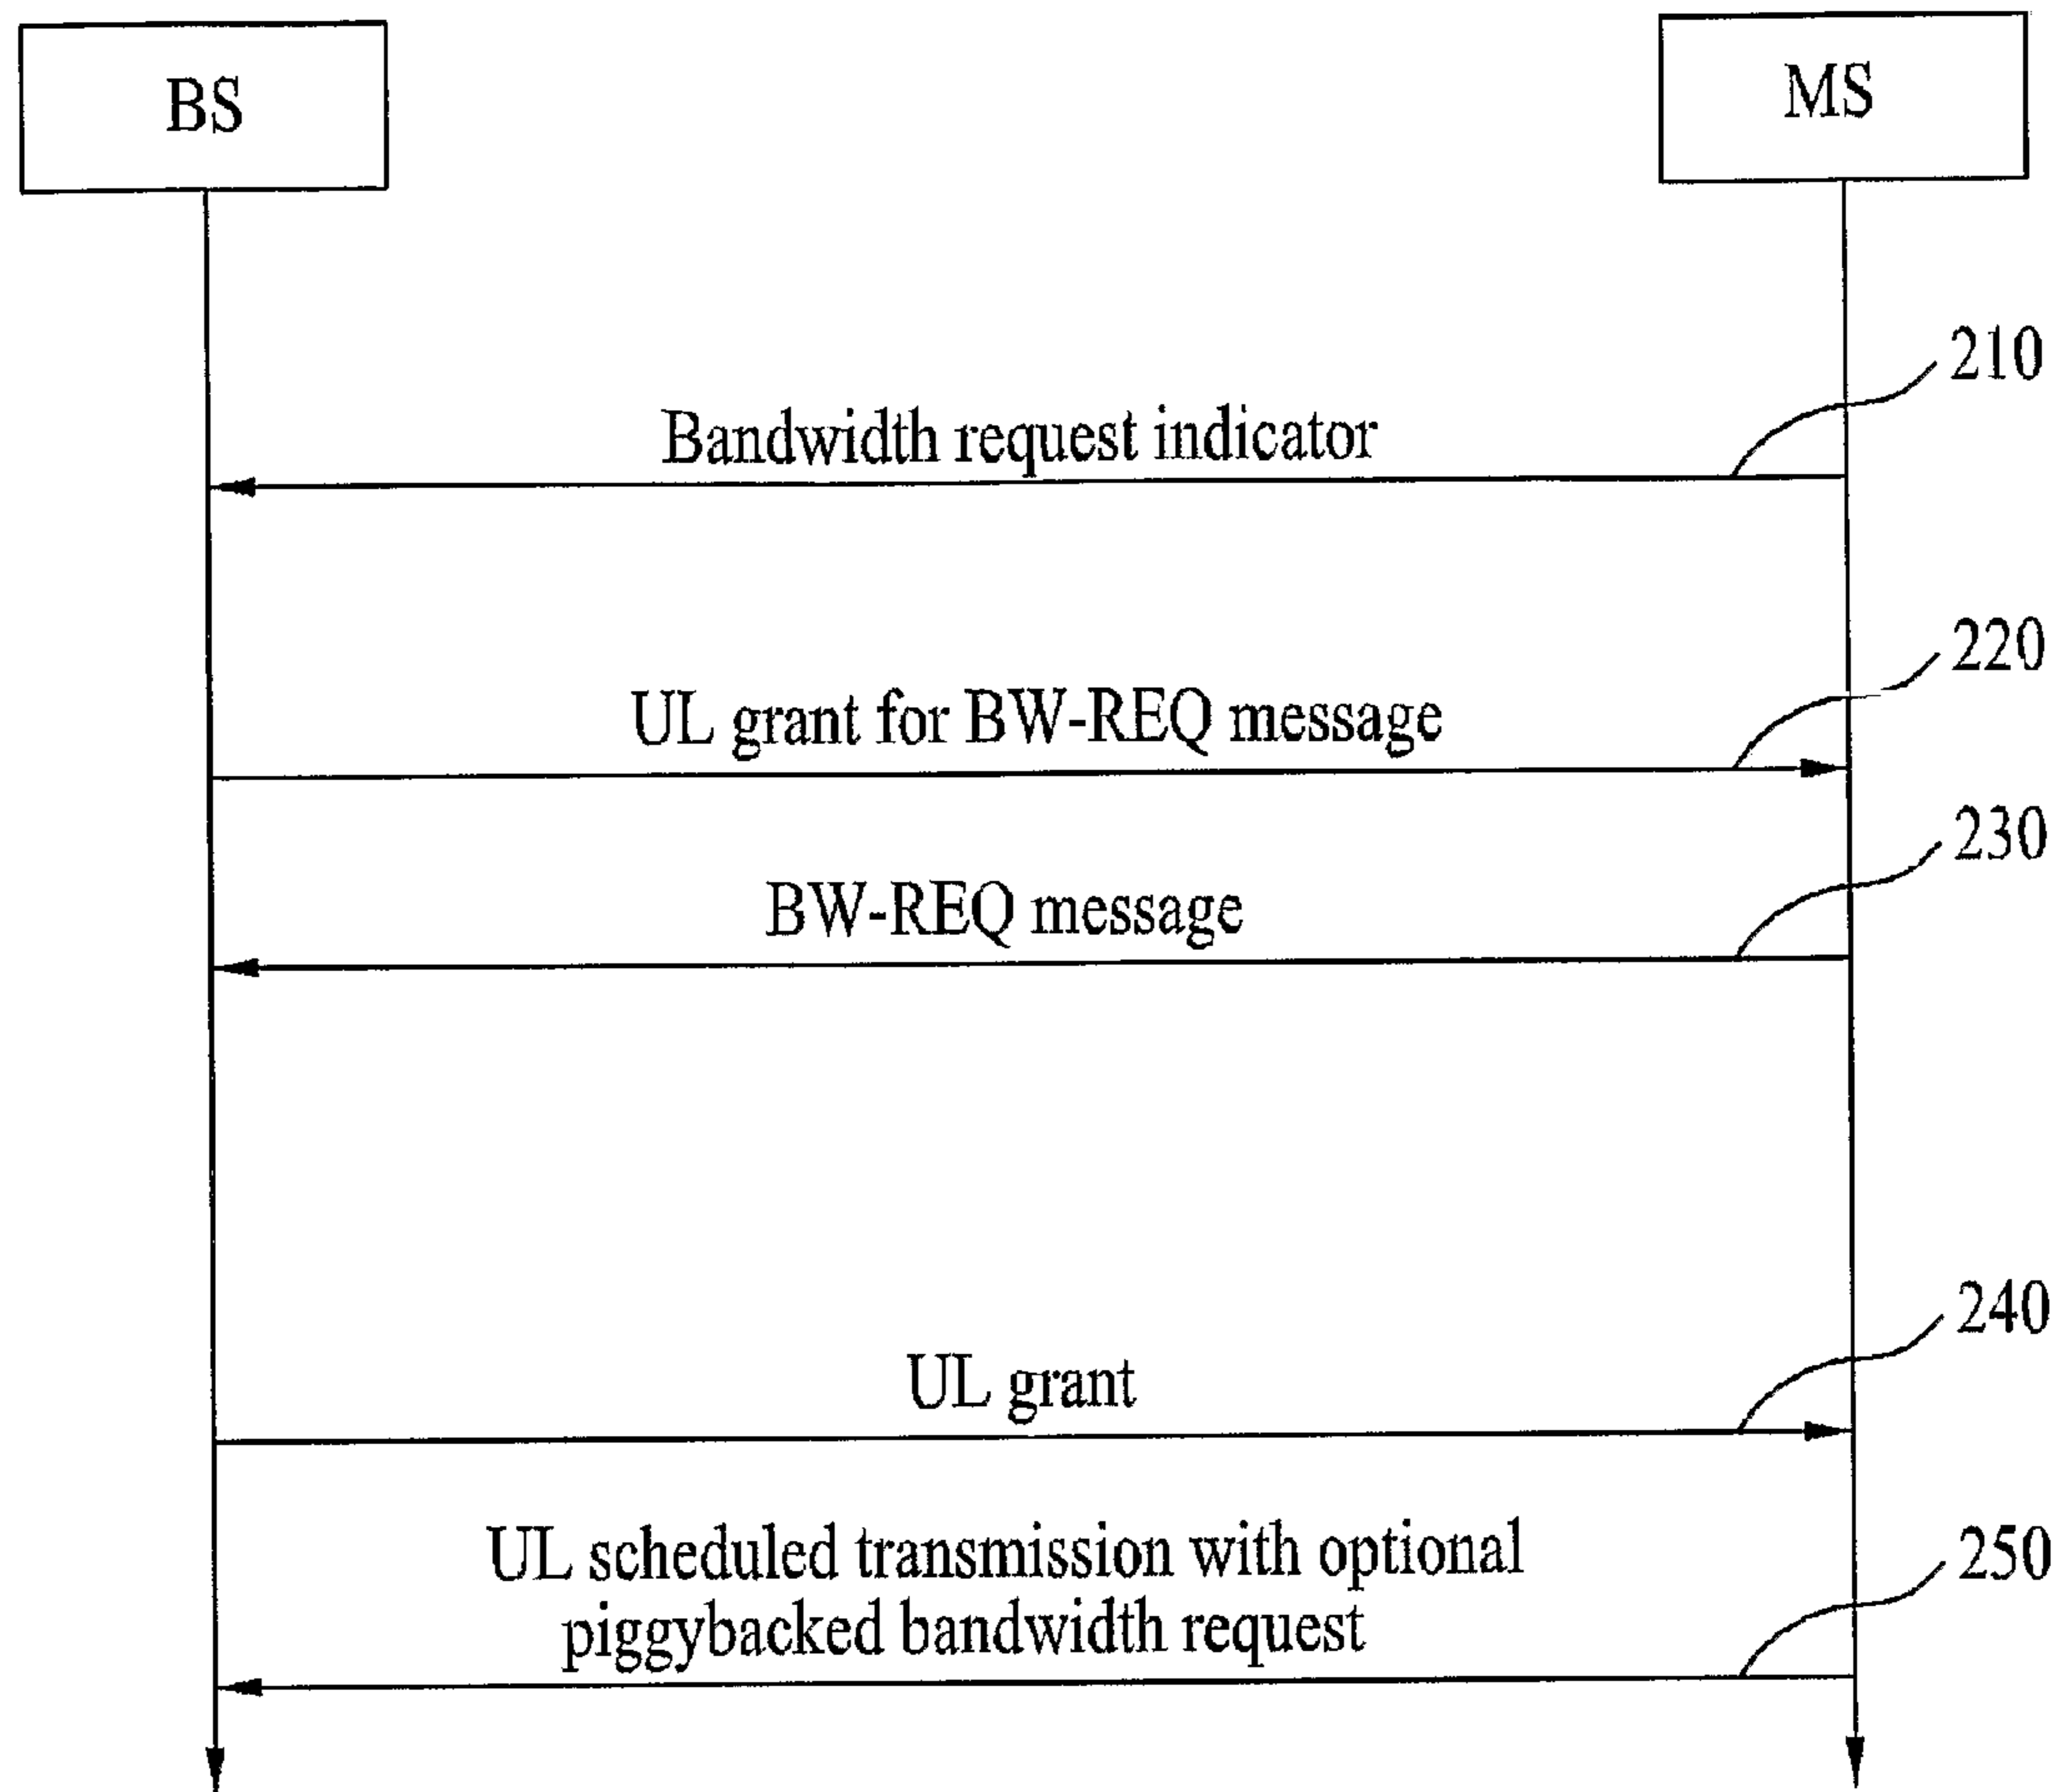 BS
MS
210
Bandwidth request indicator
220
UL grant for BW-REQ message
230
BW-REQ message
240
UL grant
250
UL scheduled transmission with optional
piggybacked bandwidth request